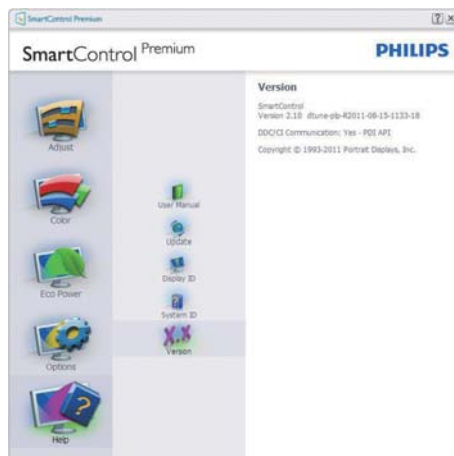 SmartControl Premium
SmartControl Premium
PHILIPS
Adjust
Color
Eco Power
Options
Help
User Manual
Update
Display ID
System ID
X.X
Version
Version
SmartControl
Version 2.10 dtune-plp-R2011-06-15-1133-18
DDC/CI Communication: Yes - PDI API
Copyright © 1993-2011 Portrait Displays, Inc.